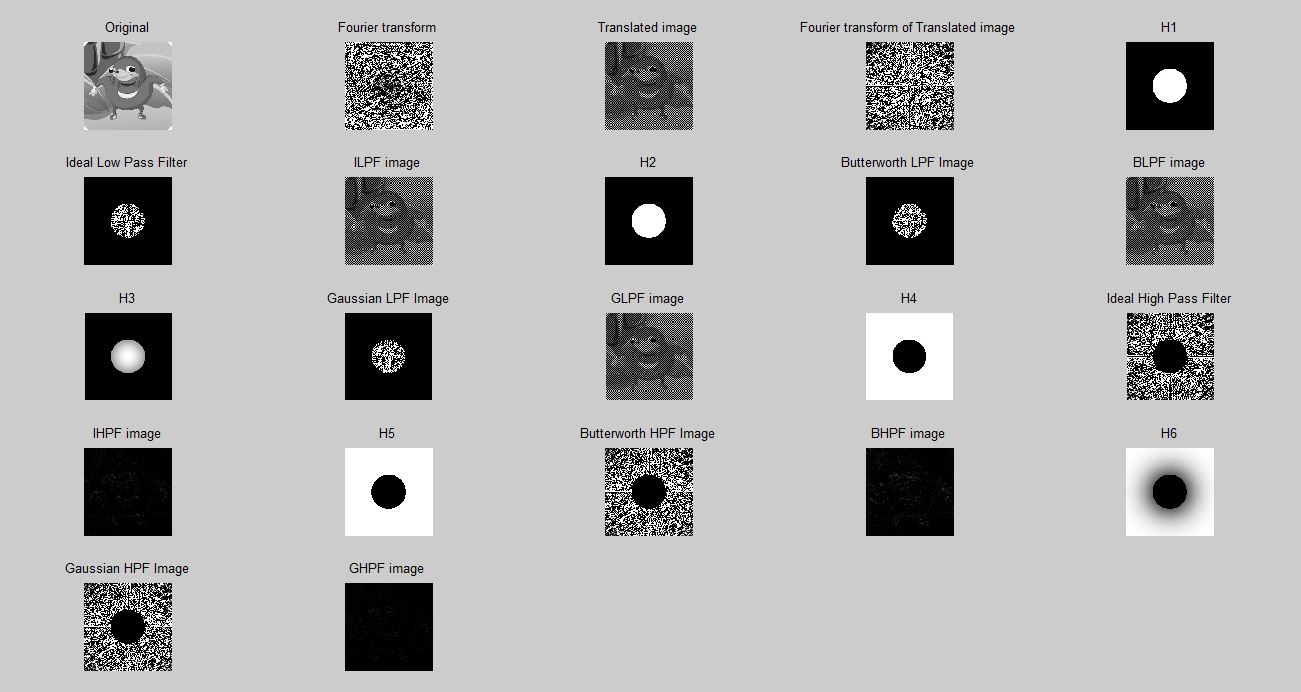 Original
Fourier transform
Translated image
Fourier transform of Translated image
H1
Ideal Low Pass Filter
ILPF image
H2
Butterworth LPF Image
BLPF image
H3
Gaussian LPF Image
GLPF image
H4
Ideal High Pass Filter
IHPF image
H5
Butterworth HPF Image
BHPF image
H6
Gaussian HPF Image
GHPF image